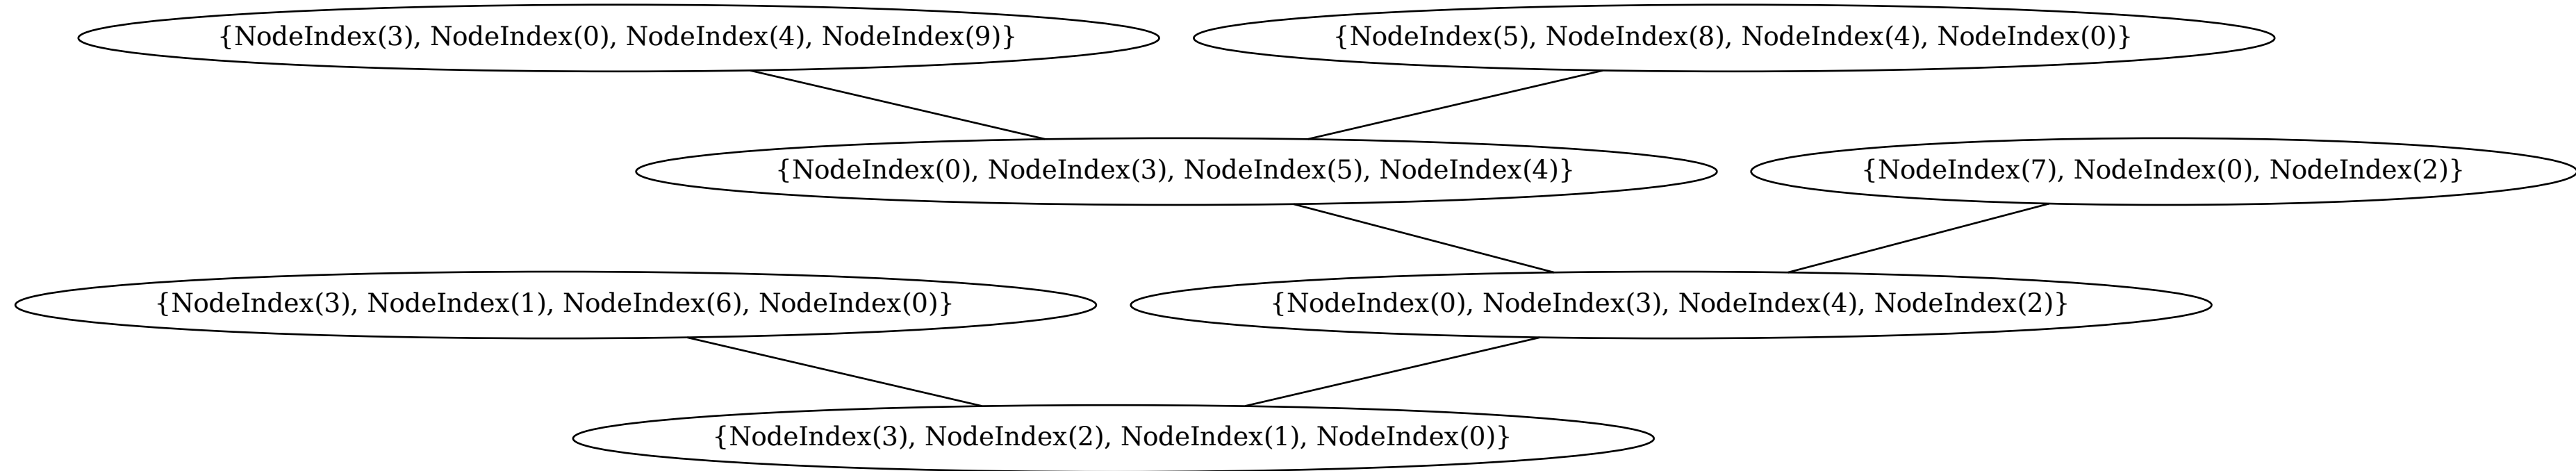 {NodeIndex(3), NodeIndex(0), NodeIndex(4), NodeIndex(9)}
{NodeIndex(5), NodeIndex(8), NodeIndex(4), NodeIndex(0)}
{NodeIndex(0), NodeIndex(3), NodeIndex(5), NodeIndex(4)}
{NodeIndex(7), NodeIndex(0), NodeIndex(2)}
{NodeIndex(3), NodeIndex(1), NodeIndex(6), NodeIndex(0)}
{NodeIndex(0), NodeIndex(3), NodeIndex(4), NodeIndex(2)}
{NodeIndex(3), NodeIndex(2), NodeIndex(1), NodeIndex(0)}